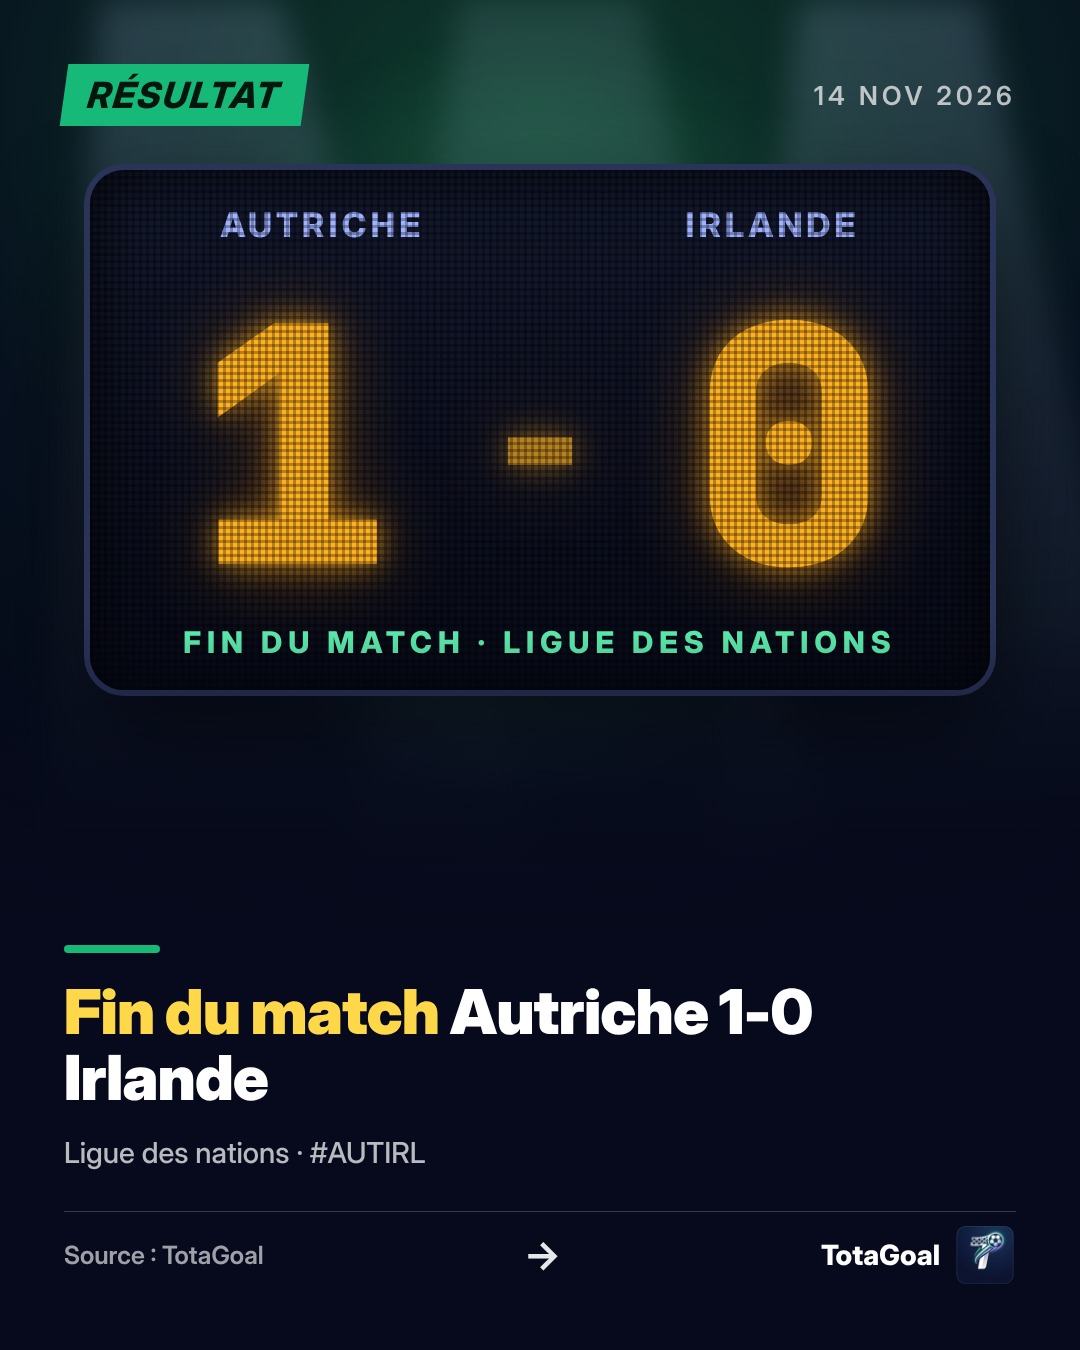 RÉSULTAT
14 NOV 2026
AUTRICHE
IRLANDE
1 - 0
FIN DU MATCH · LIGUE DES NATIONS
Fin du match Autriche 1-0
Irlande
Ligue des nations · #AUTIRL
Source : TotaGoal
→
TotaGoal